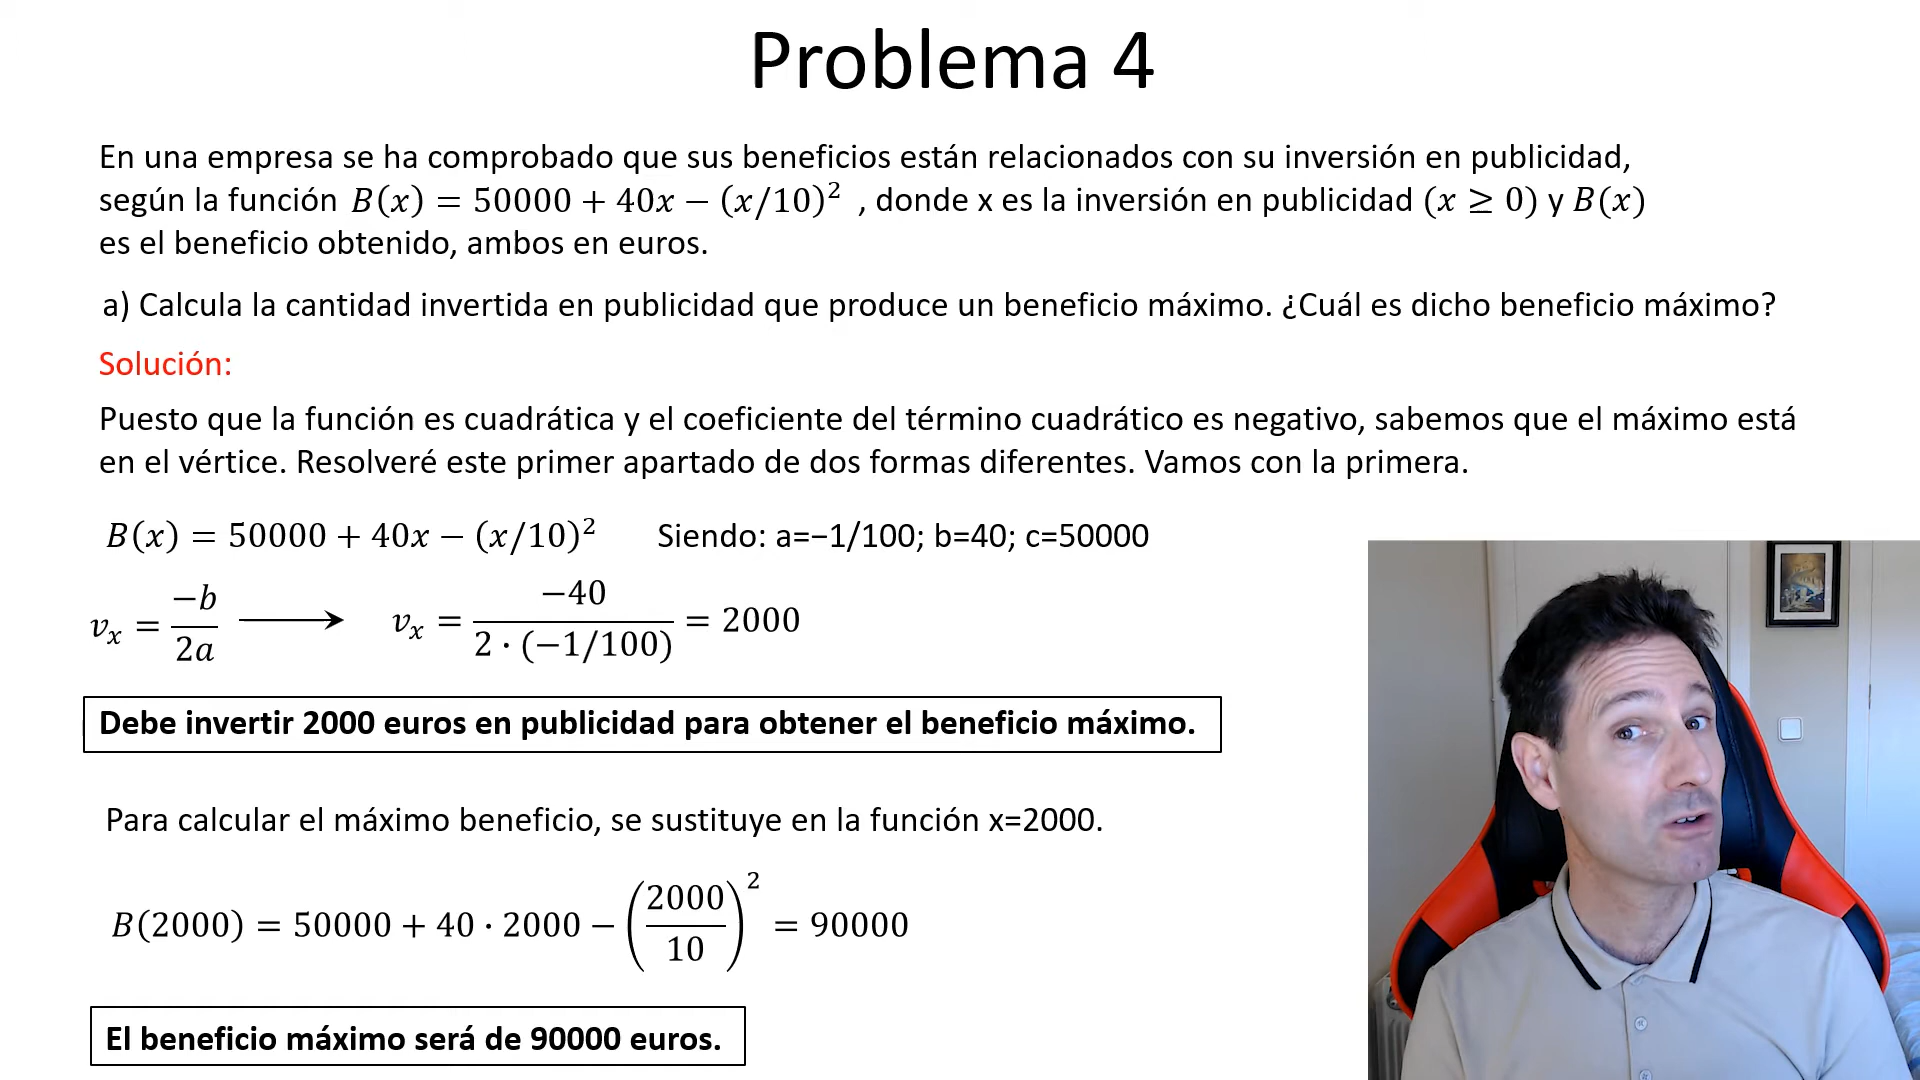 Problema 4
En una empresa se ha comprobado que sus beneficios están relacionados con su inversión en publicidad,
según la función B(x) = 50000 + 40x − (x/10)² , donde x es la inversión en publicidad (x ≥ 0) y B(x)
es el beneficio obtenido, ambos en euros.
a) Calcula la cantidad invertida en publicidad que produce un beneficio máximo. ¿Cuál es dicho beneficio máximo?
Solución:
Puesto que la función es cuadrática y el coeficiente del término cuadrático es negativo, sabemos que el máximo está
en el vértice. Resolveré este primer apartado de dos formas diferentes. Vamos con la primera.
B(x) = 50000 + 40x − (x/10)² Siendo: a=−1/100; b=40; c=50000
vₓ = −b/2a ⟶ vₓ = −40/2 · (−1/100) = 2000
Debe invertir 2000 euros en publicidad para obtener el beneficio máximo.
Para calcular el máximo beneficio, se sustituye en la función x=2000.
B(2000) = 50000 + 40 · 2000 − (2000/10)² = 90000
El beneficio máximo será de 90000 euros.